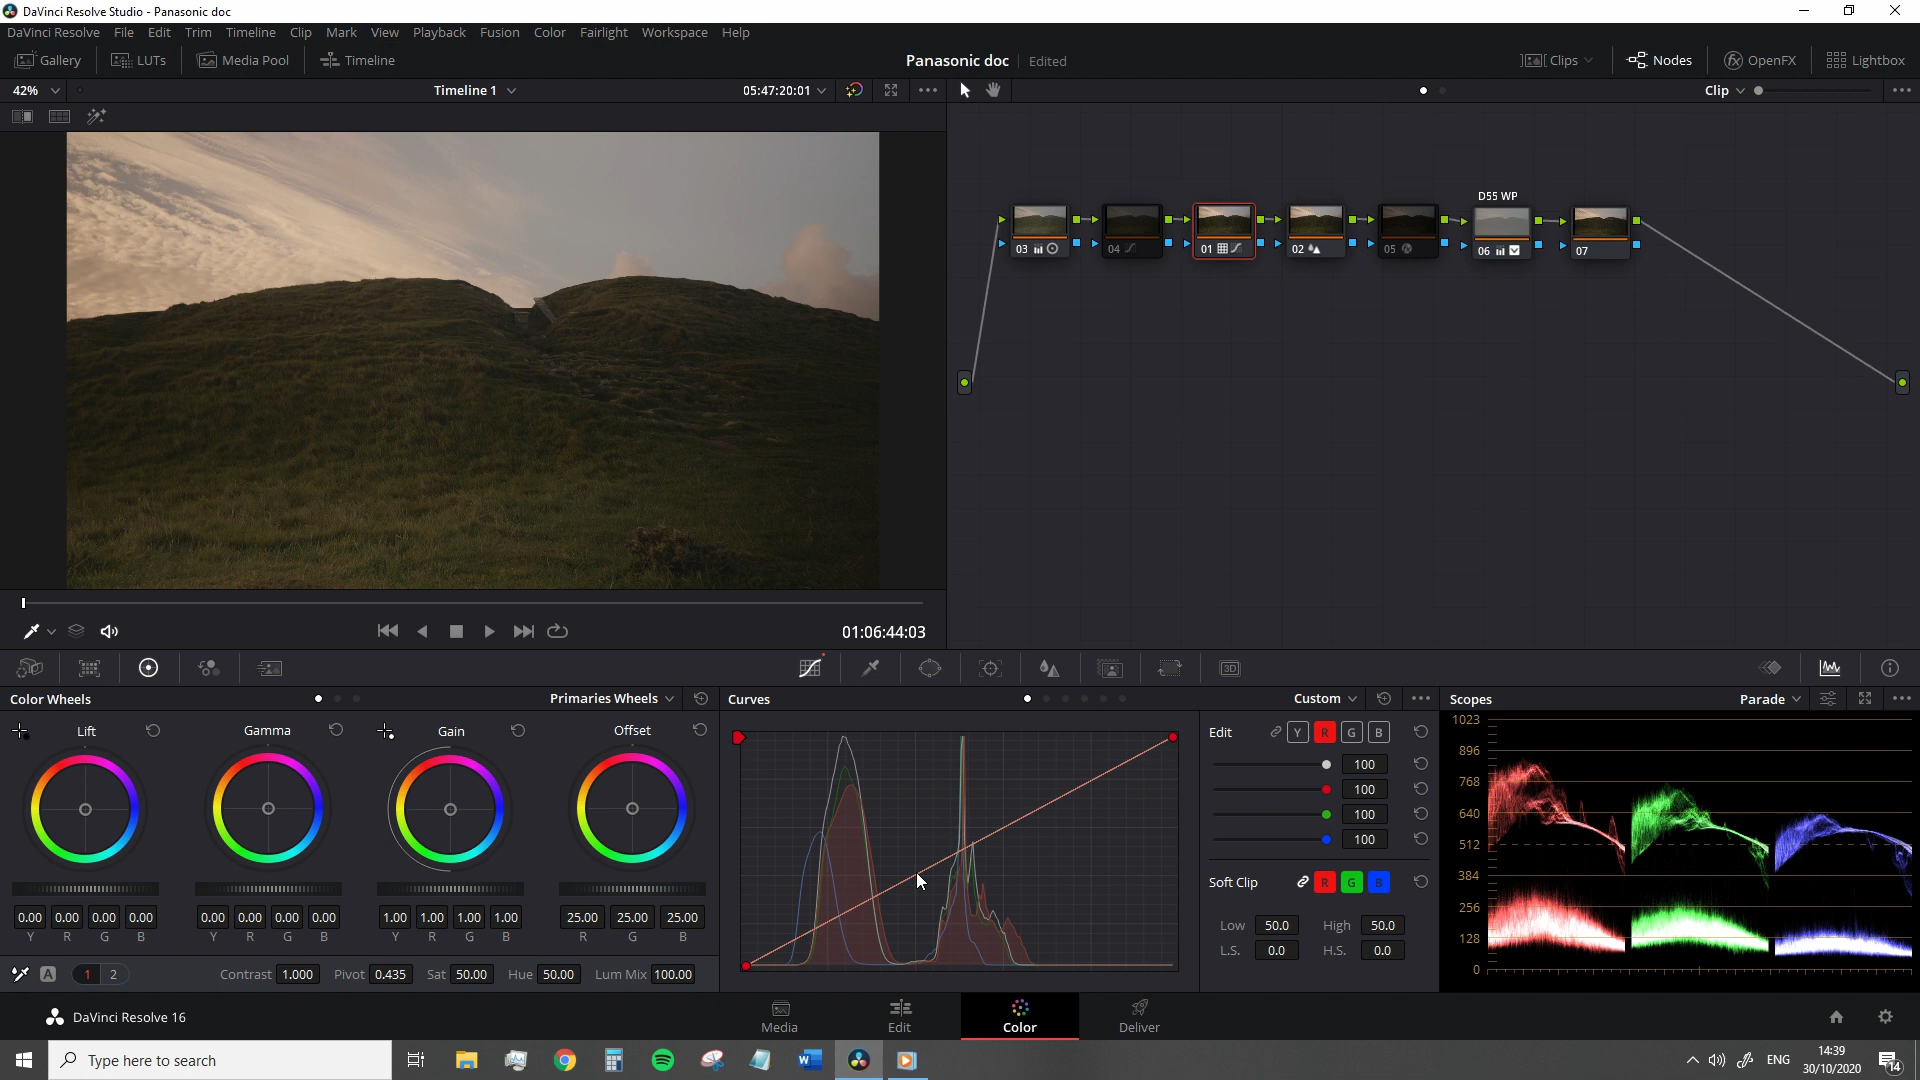 DaVinci Resolve Studio - Panasonic doc
DaVinci Resolve File Edit Trim Timeline Clip Mark View Playback Fusion Color Fairlight Workspace Help
Gallery LUTs Media Pool Timeline Panasonic doc Edited Clips Nodes OpenFX Lightbox
42% Timeline 1 05:47:20:01 Clip
D55 WP
03 04 01 02 05 06 07
01:06:44:03
3D
Color Wheels Primaries Wheels Curves Custom Scopes Parade
Lift Gamma Gain Offset
Edit Y R G B
100
100
100
100
Soft Clip R G B
Low 50.0 High 50.0
L.S. 0.0 H.S. 0.0
1023
896
768
640
512
384
256
128
0
0.00 0.00 0.00 0.00 0.00 0.00 0.00 0.00 1.00 1.00 1.00 1.00 25.00 25.00 25.00
Y R G B Y R G B Y R G B R G B
A 1 2 Contrast 1.000 Pivot 0.435 Sat 50.00 Hue 50.00 Lum Mix 100.00
DaVinci Resolve 16 Media Edit Color Deliver
Type here to search
ENG
14:39
30/10/2020
14